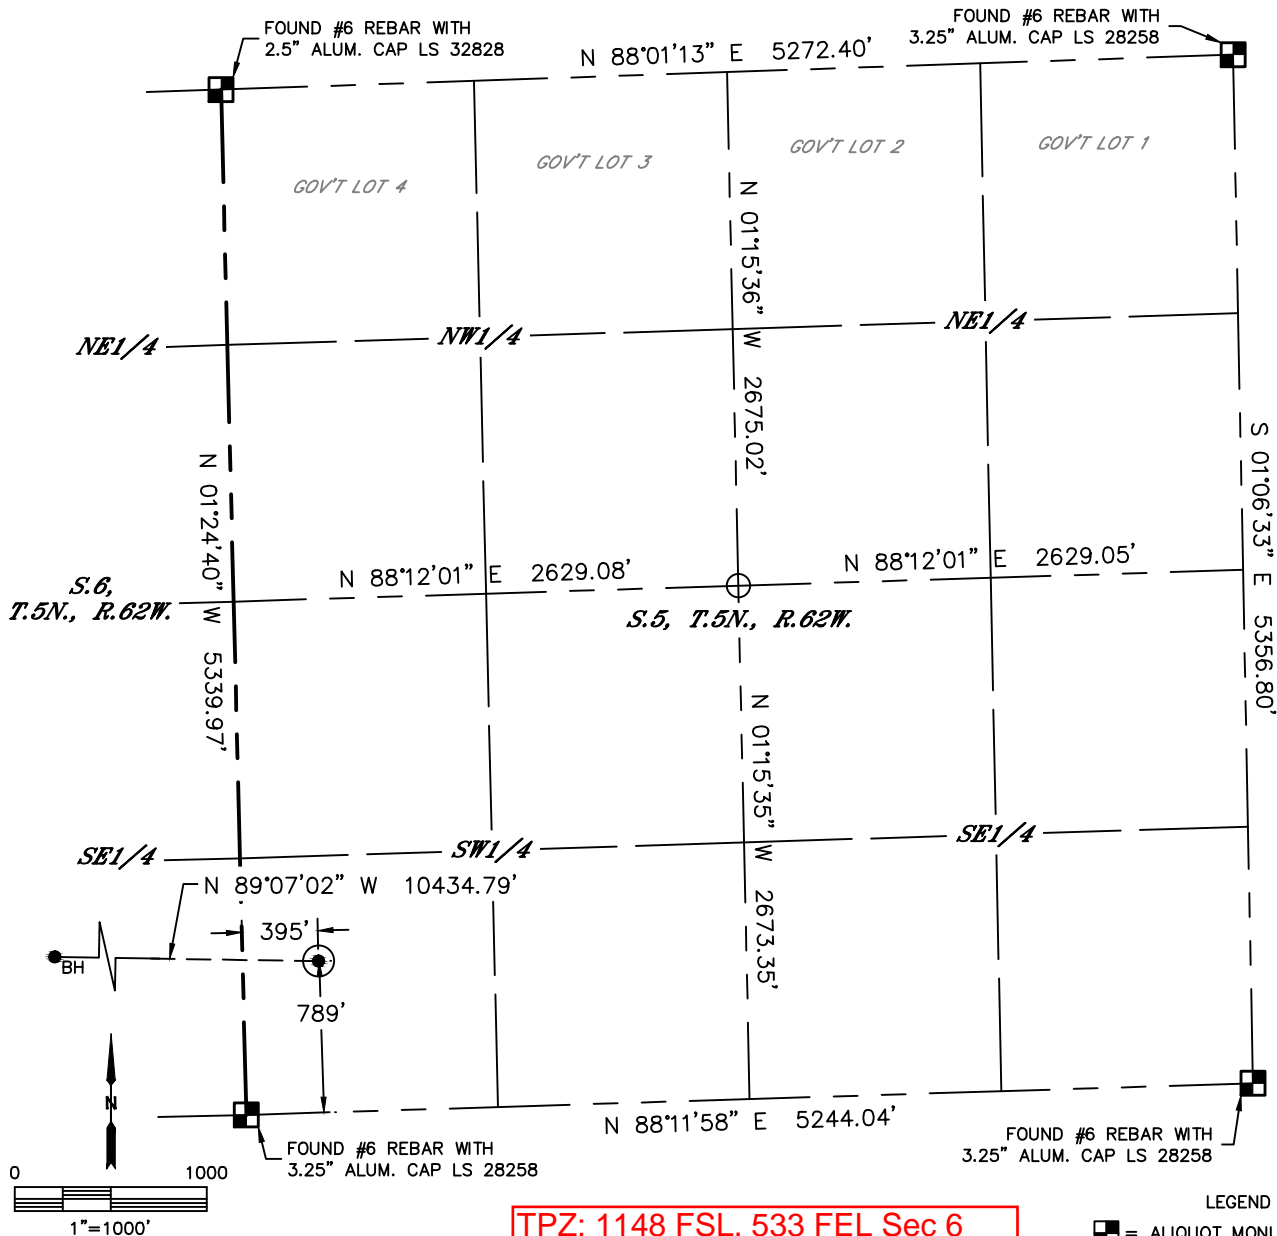 FOUND #6 REBAR WITH
2.5" ALUM. CAP LS 32828
FOUND #6 REBAR WITH
3.25" ALUM. CAP LS 28258
N 88°01'13" E 5272.40'
GOV'T LOT 4
GOV'T LOT 3
GOV'T LOT 2
GOV'T LOT 1
N 01°15'36" W 2675.02'
NE1/4
NW1/4
NE1/4
N 01°24'40" W 5339.97'
S 01°06'33" E 5356.80'
N 88°12'01" E 2629.08'
N 88°12'01" E 2629.05'
S.6,
T.5N., R.62W.
S.5, T.5N., R.62W.
N 01°15'35" W 2673.35'
SE1/4
SW1/4
SE1/4
N 89°07'02" W 10434.79'
395'
BH
789'
N
N 88°11'58" E 5244.04'
FOUND #6 REBAR WITH
3.25" ALUM. CAP LS 28258
FOUND #6 REBAR WITH
3.25" ALUM. CAP LS 28258
0 1000
1"=1000'
TPZ: 1148 FSL, 533 FEL Sec 6
LEGEND
= ALIQUOT